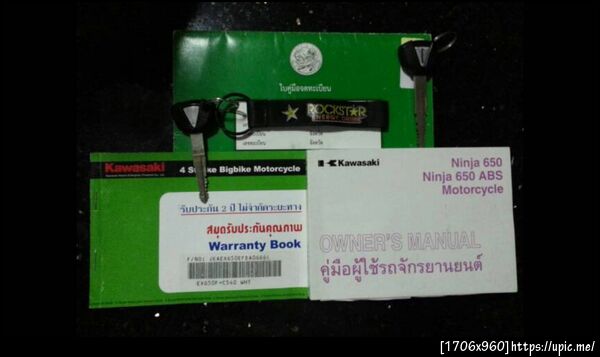 ใบคู่มือจดทะเบียน
ROCKSTAR
ENERGY DRINK
Kawasaki
4 Stroke Bigbike Motorcycle
รับประกัน 2 ปี ไม่จำกัดระยะทาง
สมุดรับประกันคุณภาพ
Warranty Book
Kawasaki
Ninja 650
Ninja 650 ABS
Motorcycle
OWNER'S MANUAL
คู่มือผู้ใช้รถจักรยานยนต์
[1706x960]https://upic.me/